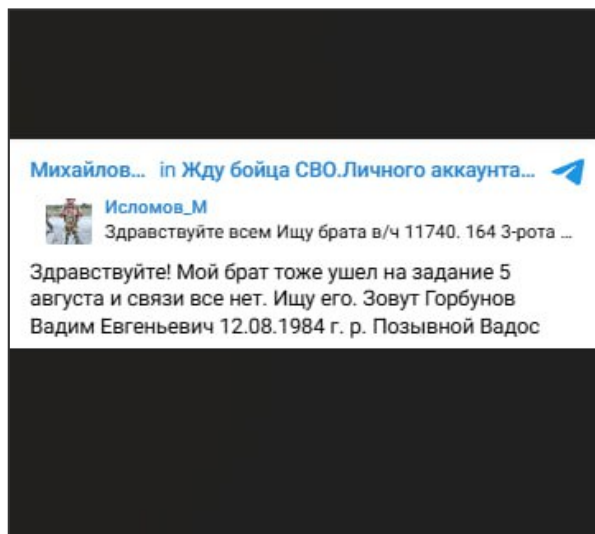 Михайлов... in Жду бойца СВО.Личного аккаунта...
Исломов_М
Здравствуйте всем Ищу брата в/ч 11740. 164 3-рота ...
Здравствуйте! Мой брат тоже ушел на задание 5
августа и связи все нет. Ищу его. Зовут Горбунов
Вадим Евгеньевич 12.08.1984 г. р. Позывной Вадос